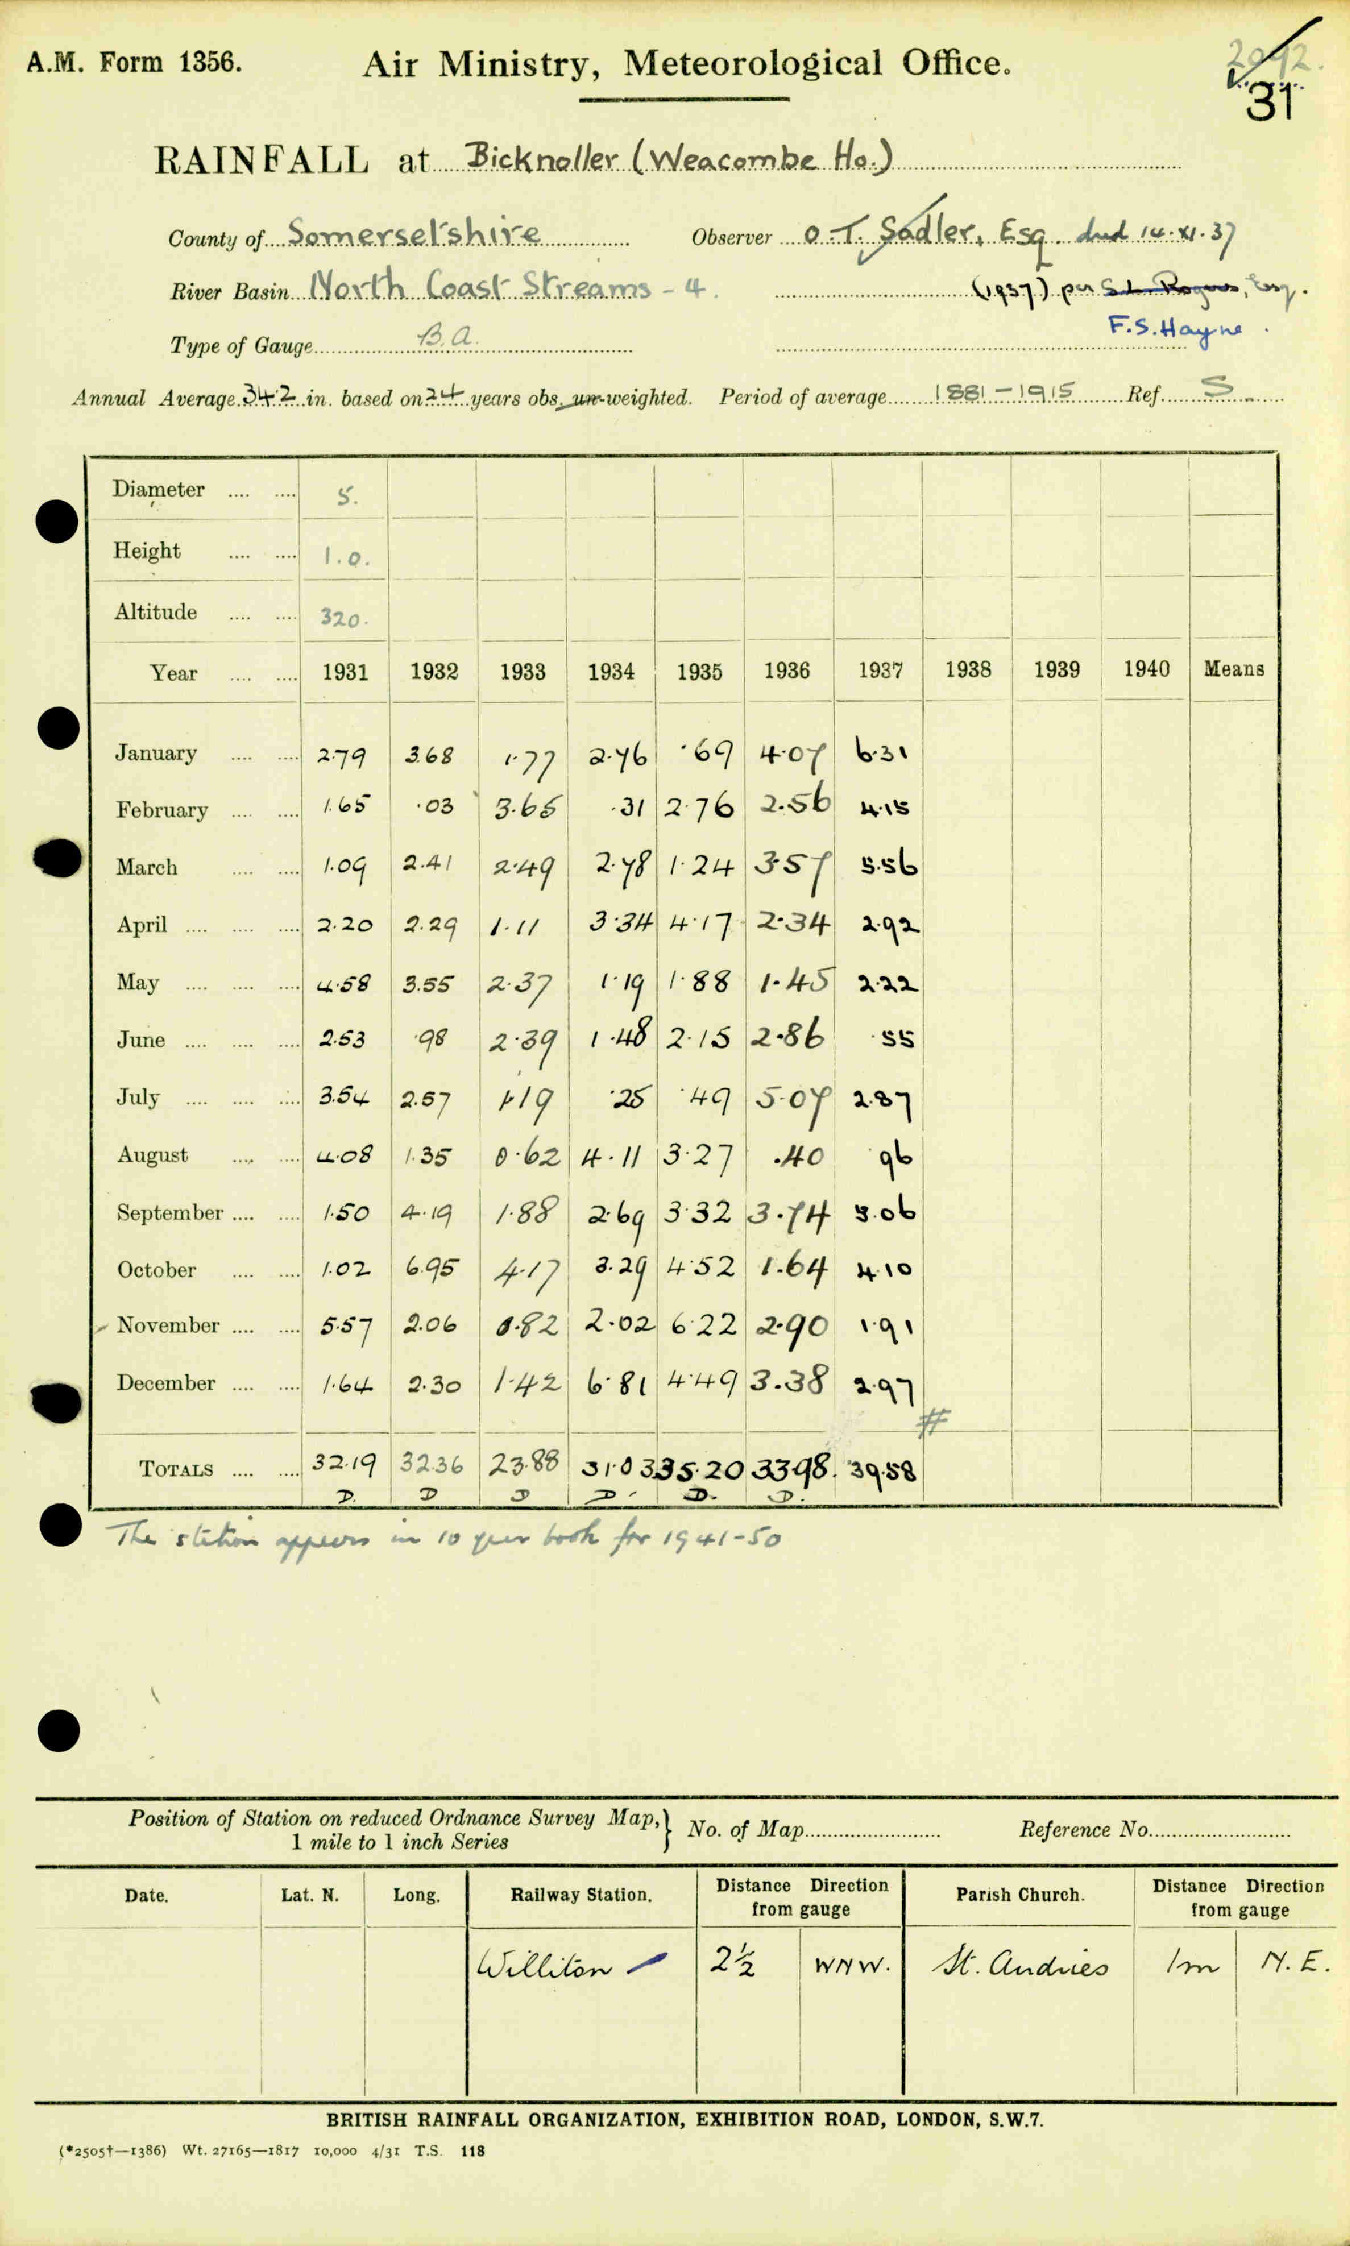 2092.
31
A.M. Form 1356. Air Ministry, Meteorological Office.
RAINFALL at Bicknoller (Weacombe Ho.)
County of Somersetshire Observer O.T. Sadler, Esq. died 14.XI.37
River Basin North Coast Streams - 4. (1937) per S.L. Rogers, Esq.
F.S. Hayne.
Type of Gauge B.A.
Annual Average 34.2 in. based on 24 years obs. un-weighted. Period of average 1881-1915 Ref. S.
Diameter 5.
Height 1.0.
Altitude 320.
Year 1931 1932 1933 1934 1935 1936 1937 1938 1939 1940 Means
January 2.79 3.68 1.77 2.76 .69 4.07 6.31
February 1.65 .03 3.65 .31 2.76 2.56 4.15
March 1.09 2.41 2.49 2.78 1.24 3.57 5.56
April 2.20 2.29 1.11 3.34 4.17 2.34 2.92
May 4.58 3.55 2.37 1.19 1.88 1.45 2.22
June 2.53 .98 2.39 1.48 2.15 2.86 .55
July 3.54 2.57 1.19 .25 .49 5.07 2.87
August 4.08 1.35 0.62 4.11 3.27 .40 .96
September 1.50 4.19 1.88 2.69 3.32 3.74 5.06
October 1.02 6.95 4.17 3.29 4.52 1.64 4.10
November 5.57 2.06 0.82 2.02 6.22 2.90 1.91
December 1.64 2.30 1.42 6.81 4.49 3.38 2.97
#
TOTALS 32.19 32.36 23.88 31.03 35.20 33.98. 39.58
D. D D D. D. D.
The station appears in 10 year book for 1941-50
Position of Station on reduced Ordnance Survey Map,} No. of Map Reference No.
1 mile to 1 inch Series
Date. Lat. N. Long. Railway Station. Distance Direction from gauge Parish Church. Distance Direction from gauge
Williton 2½ WNW. St. Audries 1m N.E.
BRITISH RAINFALL ORGANIZATION, EXHIBITION ROAD, LONDON, S.W.7.
(*2505†—1386) Wt. 27165—1817 10,000 4/31 T.S. 118